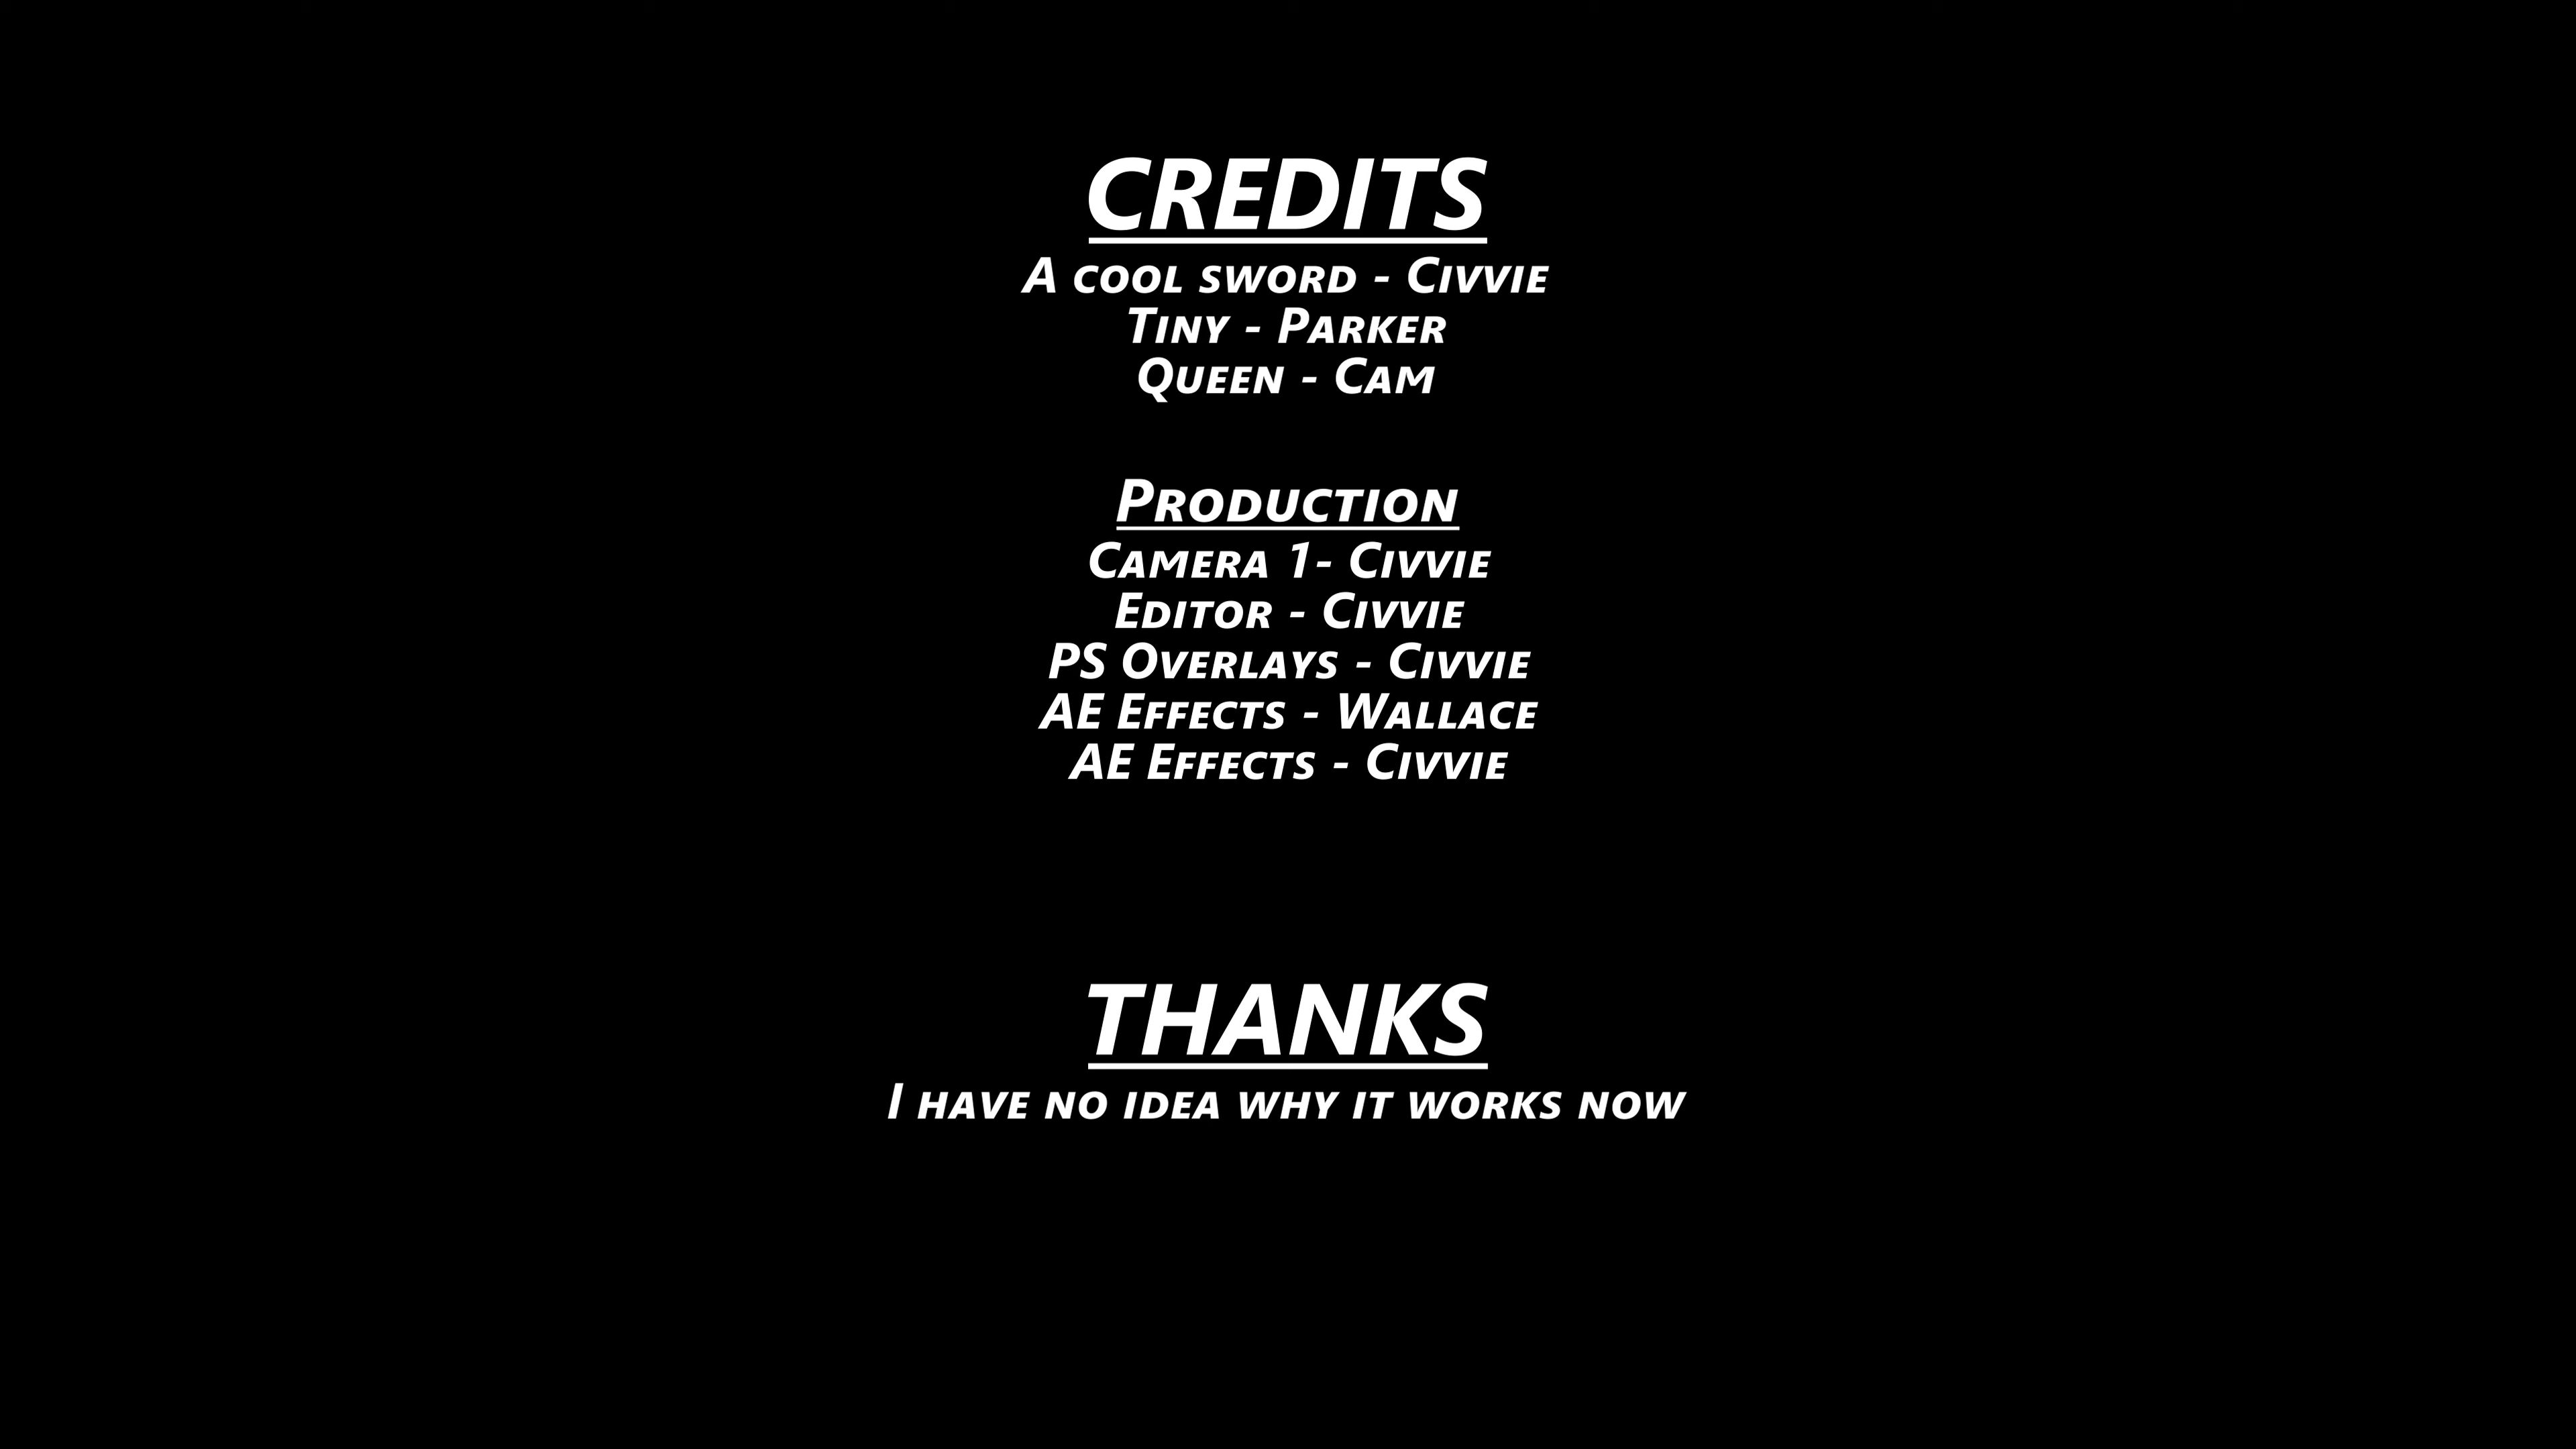 CREDITS
A cool sword - Civvie
Tiny - Parker
Queen - Cam
Production
Camera 1- Civvie
Editor - Civvie
PS Overlays - Civvie
AE Effects - Wallace
AE Effects - Civvie
THANKS
I have no idea why it works now